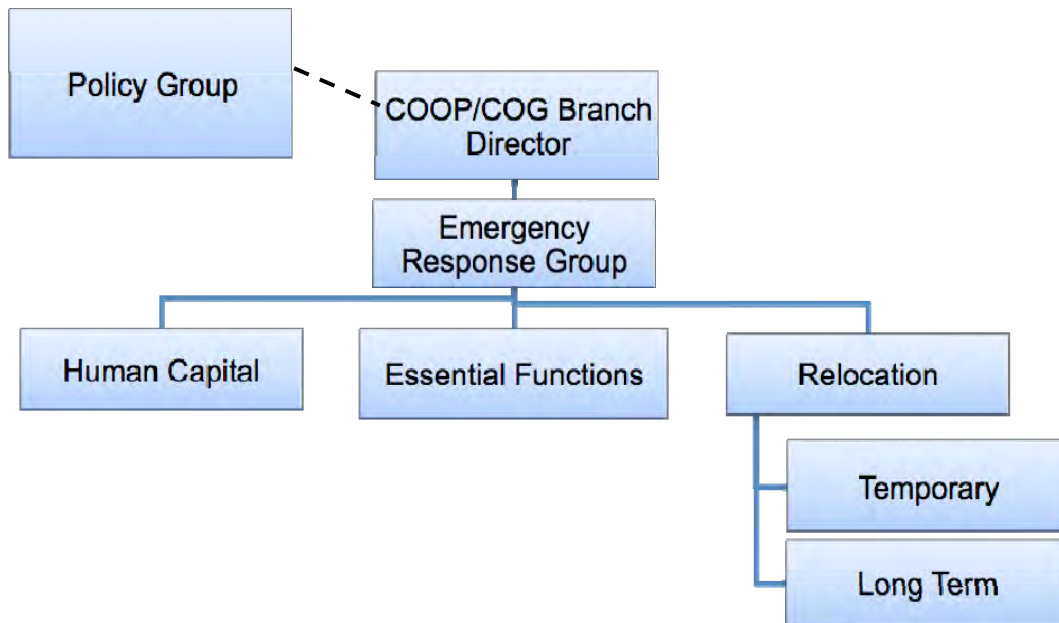 Policy Group
COOP/COG Branch
Director
Emergency
Response Group
Human Capital
Essential Functions
Relocation
Temporary
Long Term